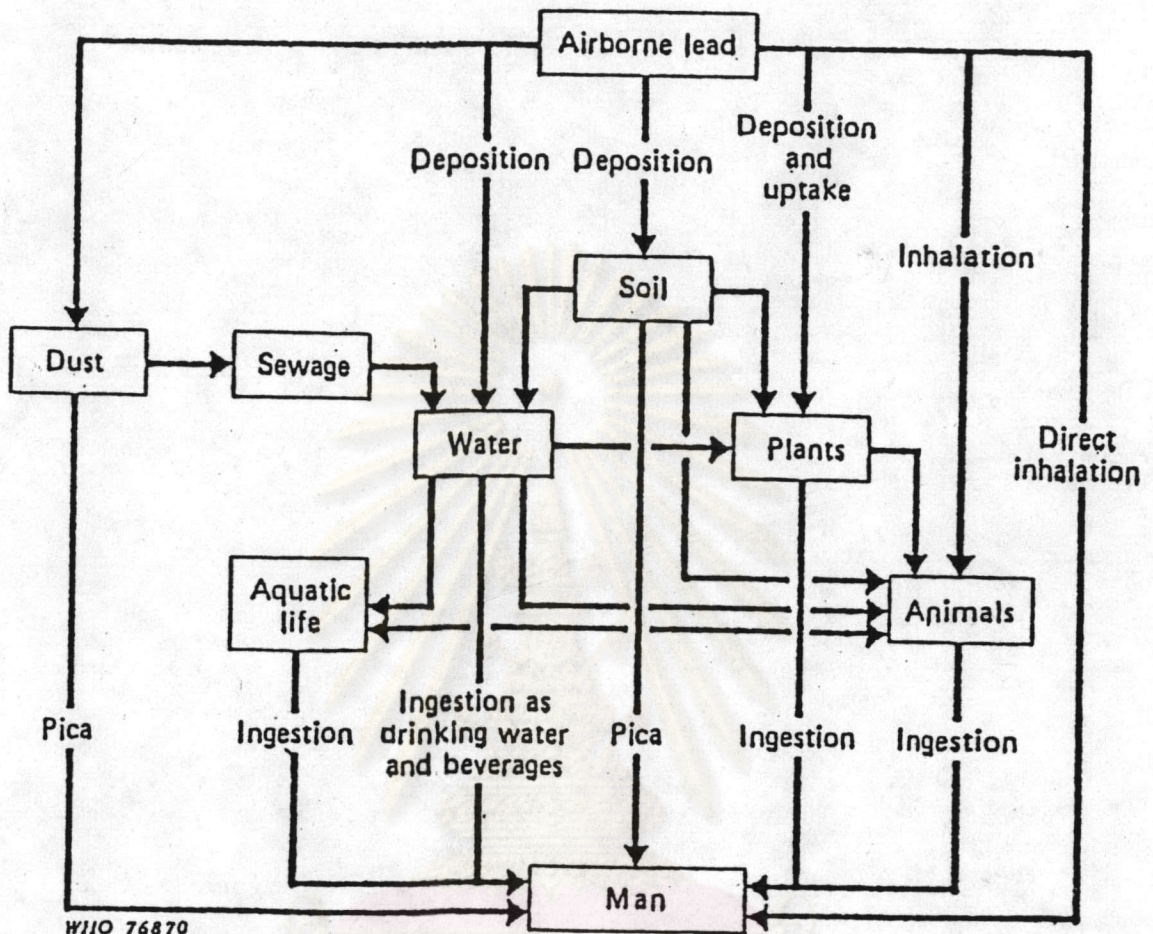 Airborne lead
Deposition
Deposition
Deposition
and
uptake
Inhalation
Soil
Dust
Sewage
Water
Plants
Direct
inhalation
Aquatic
life
Animals
Pica
Ingestion
Ingestion as
drinking water
and beverages
Pica
Ingestion
Ingestion
Man
WHO 76870